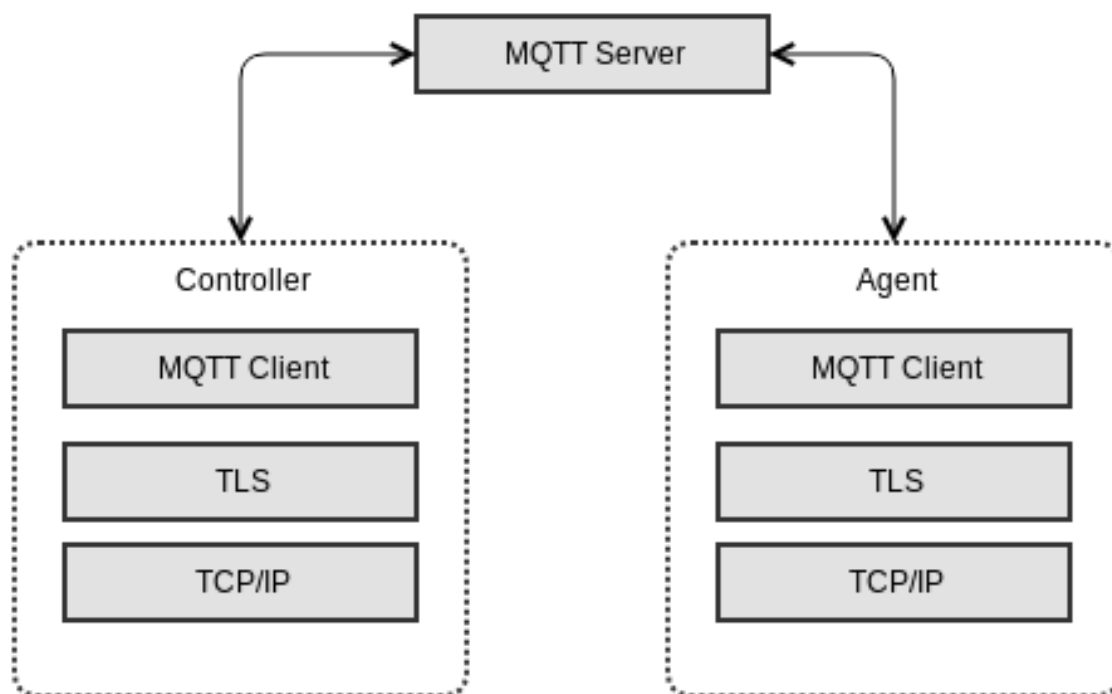 MQTT Server
Controller
MQTT Client
TLS
TCP/IP
Agent
MQTT Client
TLS
TCP/IP